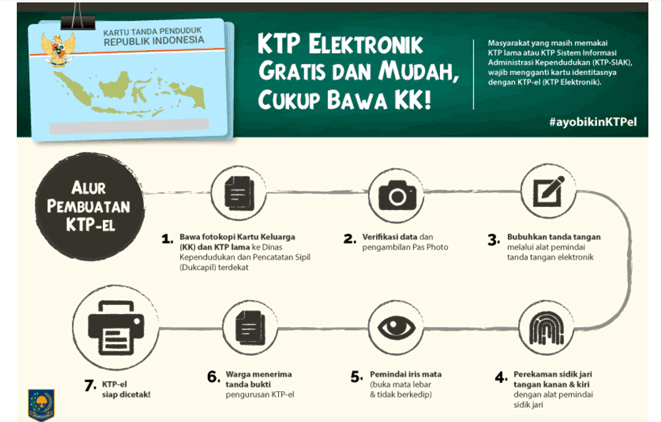 KARTU TANDA PENDUDUK
REPUBLIK INDONESIA
KTP ELEKTRONIK
GRATIS DAN MUDAH,
CUKUP BAWA KK!
Masyarakat yang masih memakai
KTP lama atau KTP Sistem Informasi
Administrasi Kependudukan (KTP-SIAK),
wajib mengganti kartu identitasnya
dengan KTP-el (KTP Elektronik).
#ayobikinKTPel
ALUR
PEMBUATAN
KTP-EL
1. Bawa fotokopi Kartu Keluarga
(KK) dan KTP lama ke Dinas
Kependudukan dan Pencatatan Sipil
(Dukcapil) terdekat
2. Verifikasi data dan
pengambilan Pas Photo
3. Bubuhkan tanda tangan
melalui alat pemindai
tanda tangan elektronik
4. Perekaman sidik jari
tangan kanan & kiri
dengan alat pemindai
sidik jari
5. Pemindai iris mata
(buka mata lebar
& tidak berkedip)
6. Warga menerima
tanda bukti
pengurusan KTP-el
7. KTP-el
siap dicetak!